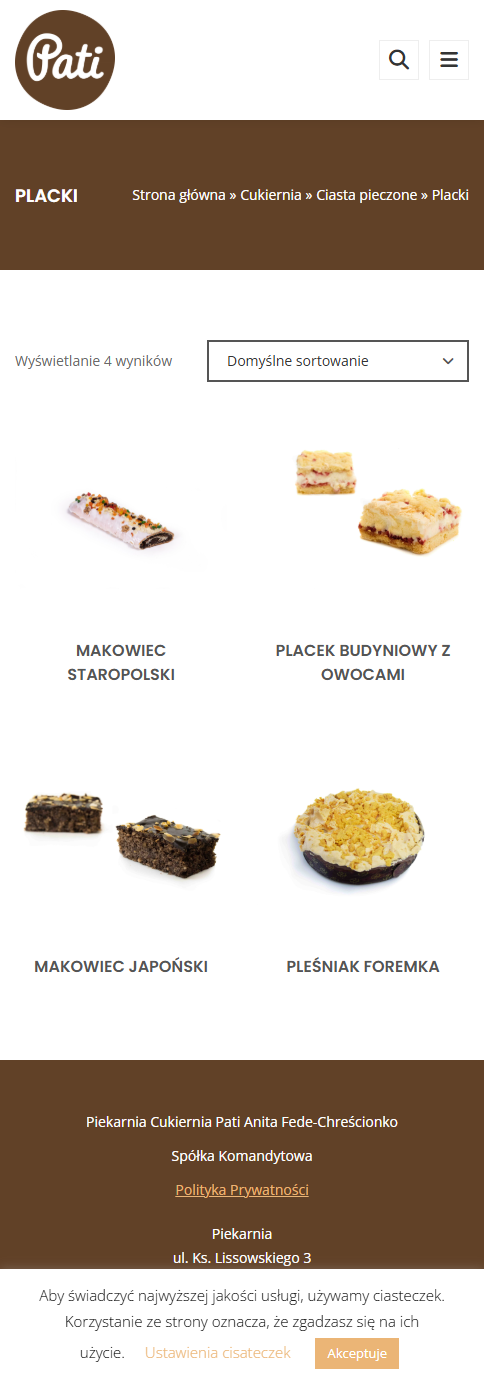 Pati
PLACKI
Strona główna » Cukiernia » Ciasta pieczone » Placki
Wyświetlanie 4 wyników
Domyślne sortowanie
MAKOWIEC
STAROPOLSKI
PLACEK BUDYNIOWY Z
OWOCAMI
MAKOWIEC JAPOŃSKI
PLEŚNIAK FOREMKA
Piekarnia Cukiernia Pati Anita Fede-Chreścionko
Spółka Komandytowa
Polityka Prywatności
Piekarnia
ul. Ks. Lissowskiego 3
Aby świadczyć najwyższej jakości usługi, używamy ciasteczek.
Korzystanie ze strony oznacza, że zgadzasz się na ich
użycie. Ustawienia cisateczek Akceptuje